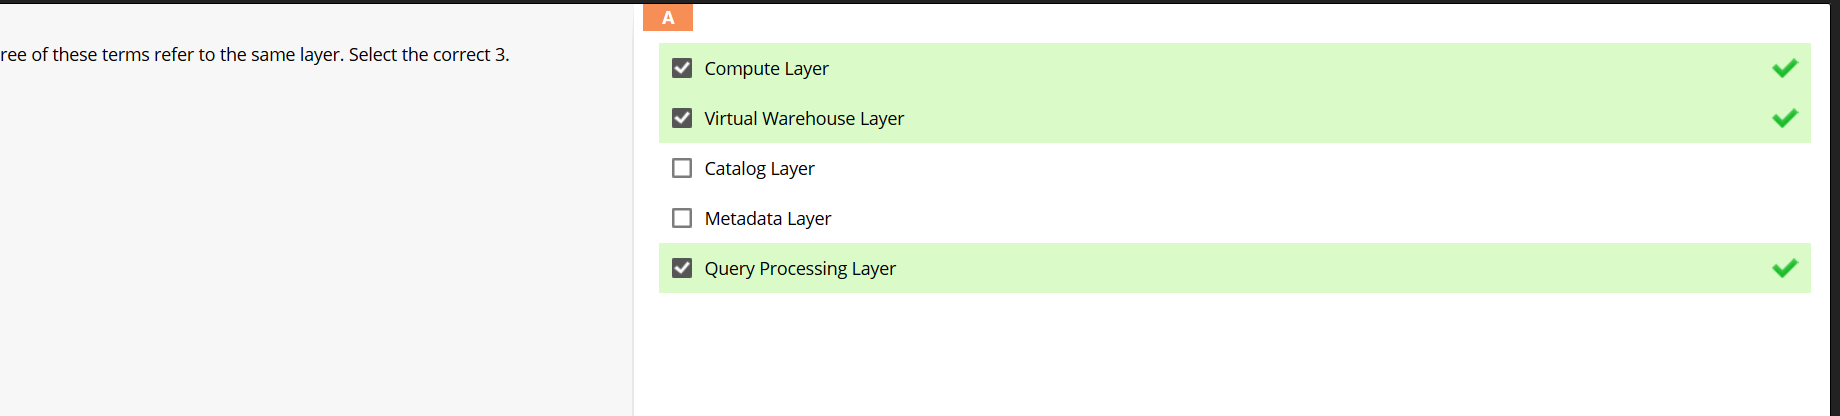 ree of these terms refer to the same layer. Select the correct 3.
A
Compute Layer
Virtual Warehouse Layer
Catalog Layer
Metadata Layer
Query Processing Layer